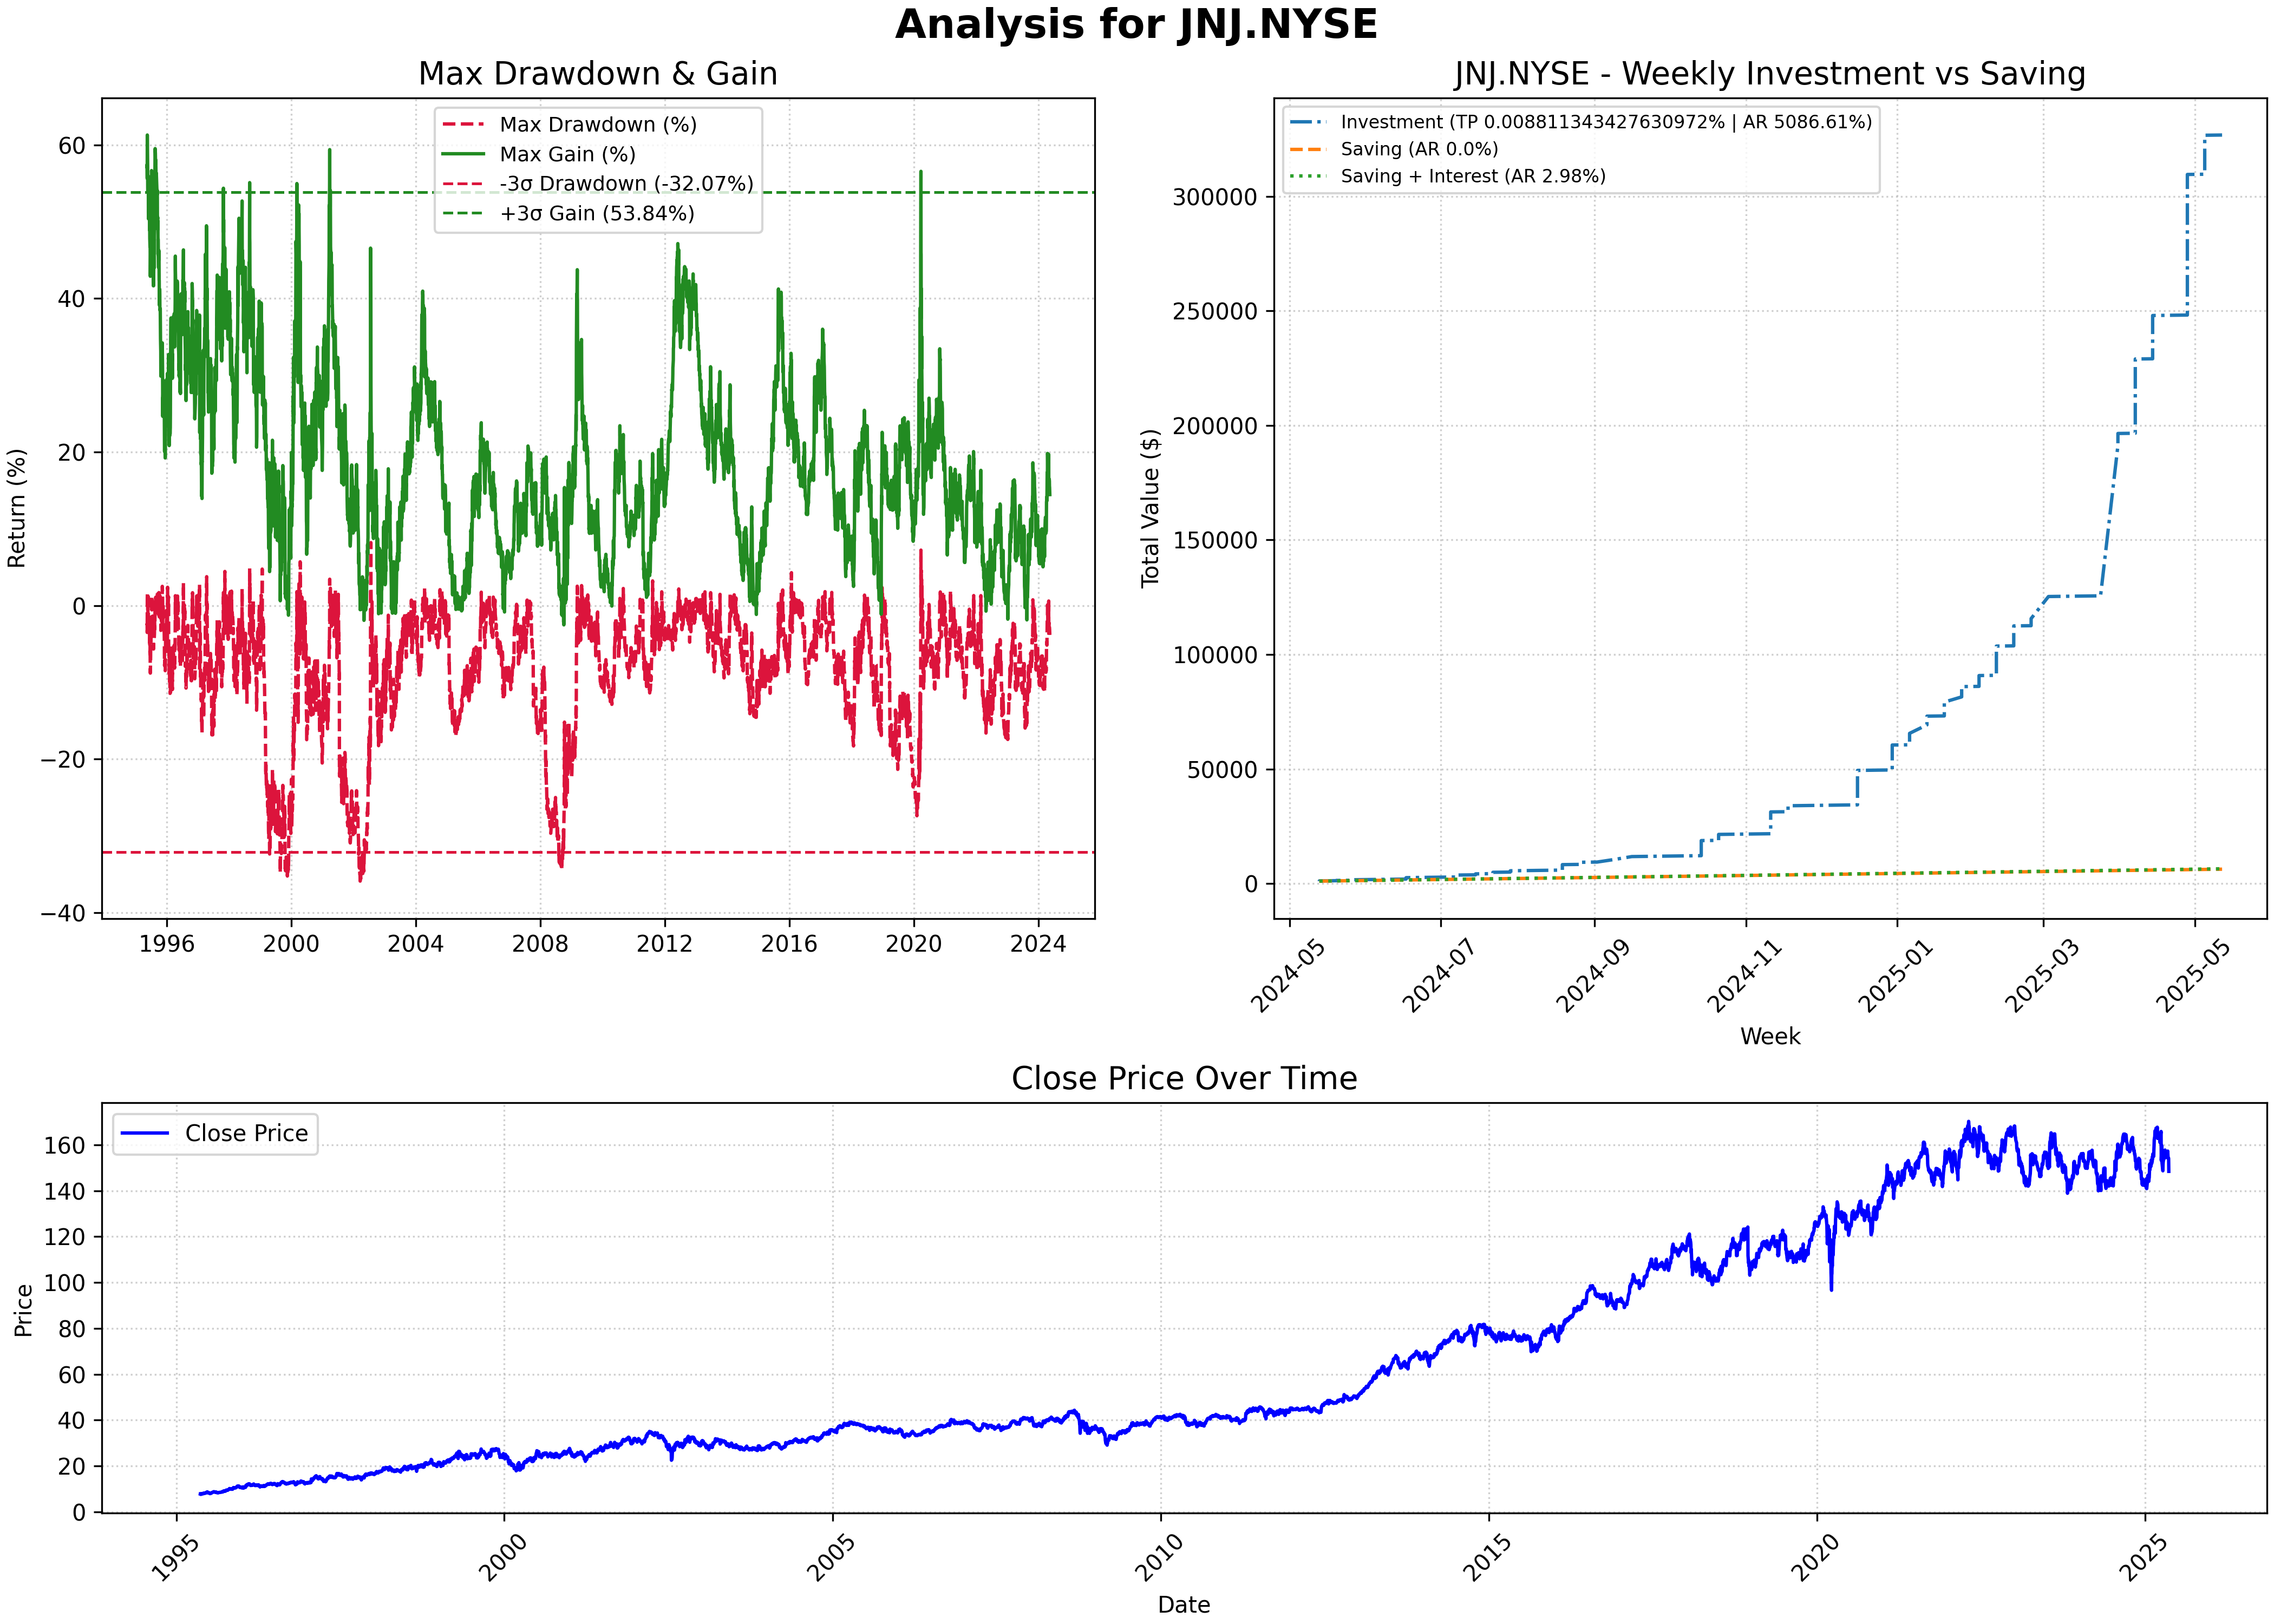 Analysis for JNJ.NYSE
Max Drawdown & Gain
Max Drawdown (%)
Max Gain (%)
-3σ Drawdown (-32.07%)
+3σ Gain (53.84%)
Return (%)
60
40
20
0
−20
−40
1996
2000
2004
2008
2012
2016
2020
2024
JNJ.NYSE - Weekly Investment vs Saving
Investment (TP 0.008811343427630972% | AR 5086.61%)
Saving (AR 0.0%)
Saving + Interest (AR 2.98%)
Total Value ($)
300000
250000
200000
150000
100000
50000
0
2024-05
2024-07
2024-09
2024-11
2025-01
2025-03
2025-05
Week
Close Price Over Time
Close Price
Price
160
140
120
100
80
60
40
20
0
1995
2000
2005
2010
2015
2020
2025
Date